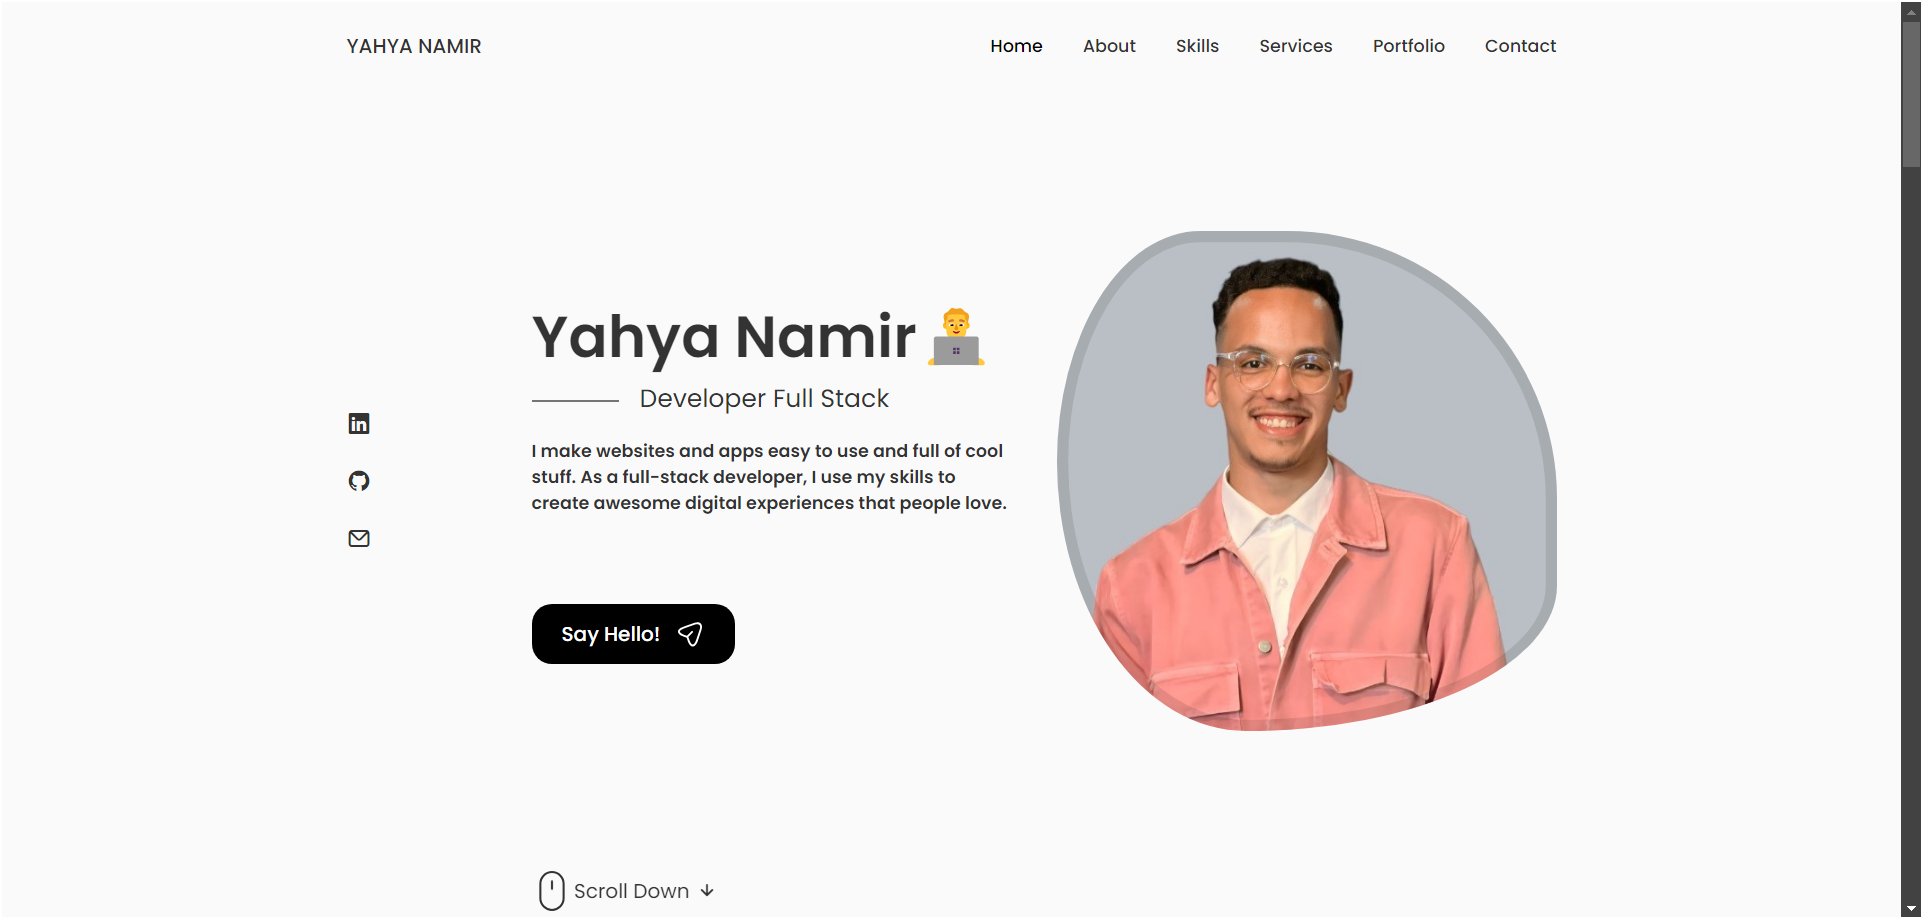 YAHYA NAMIR
Home About Skills Services Portfolio Contact
Yahya Namir
Developer Full Stack
I make websites and apps easy to use and full of cool
stuff. As a full-stack developer, I use my skills to
create awesome digital experiences that people love.
in
Say Hello!
Scroll Down